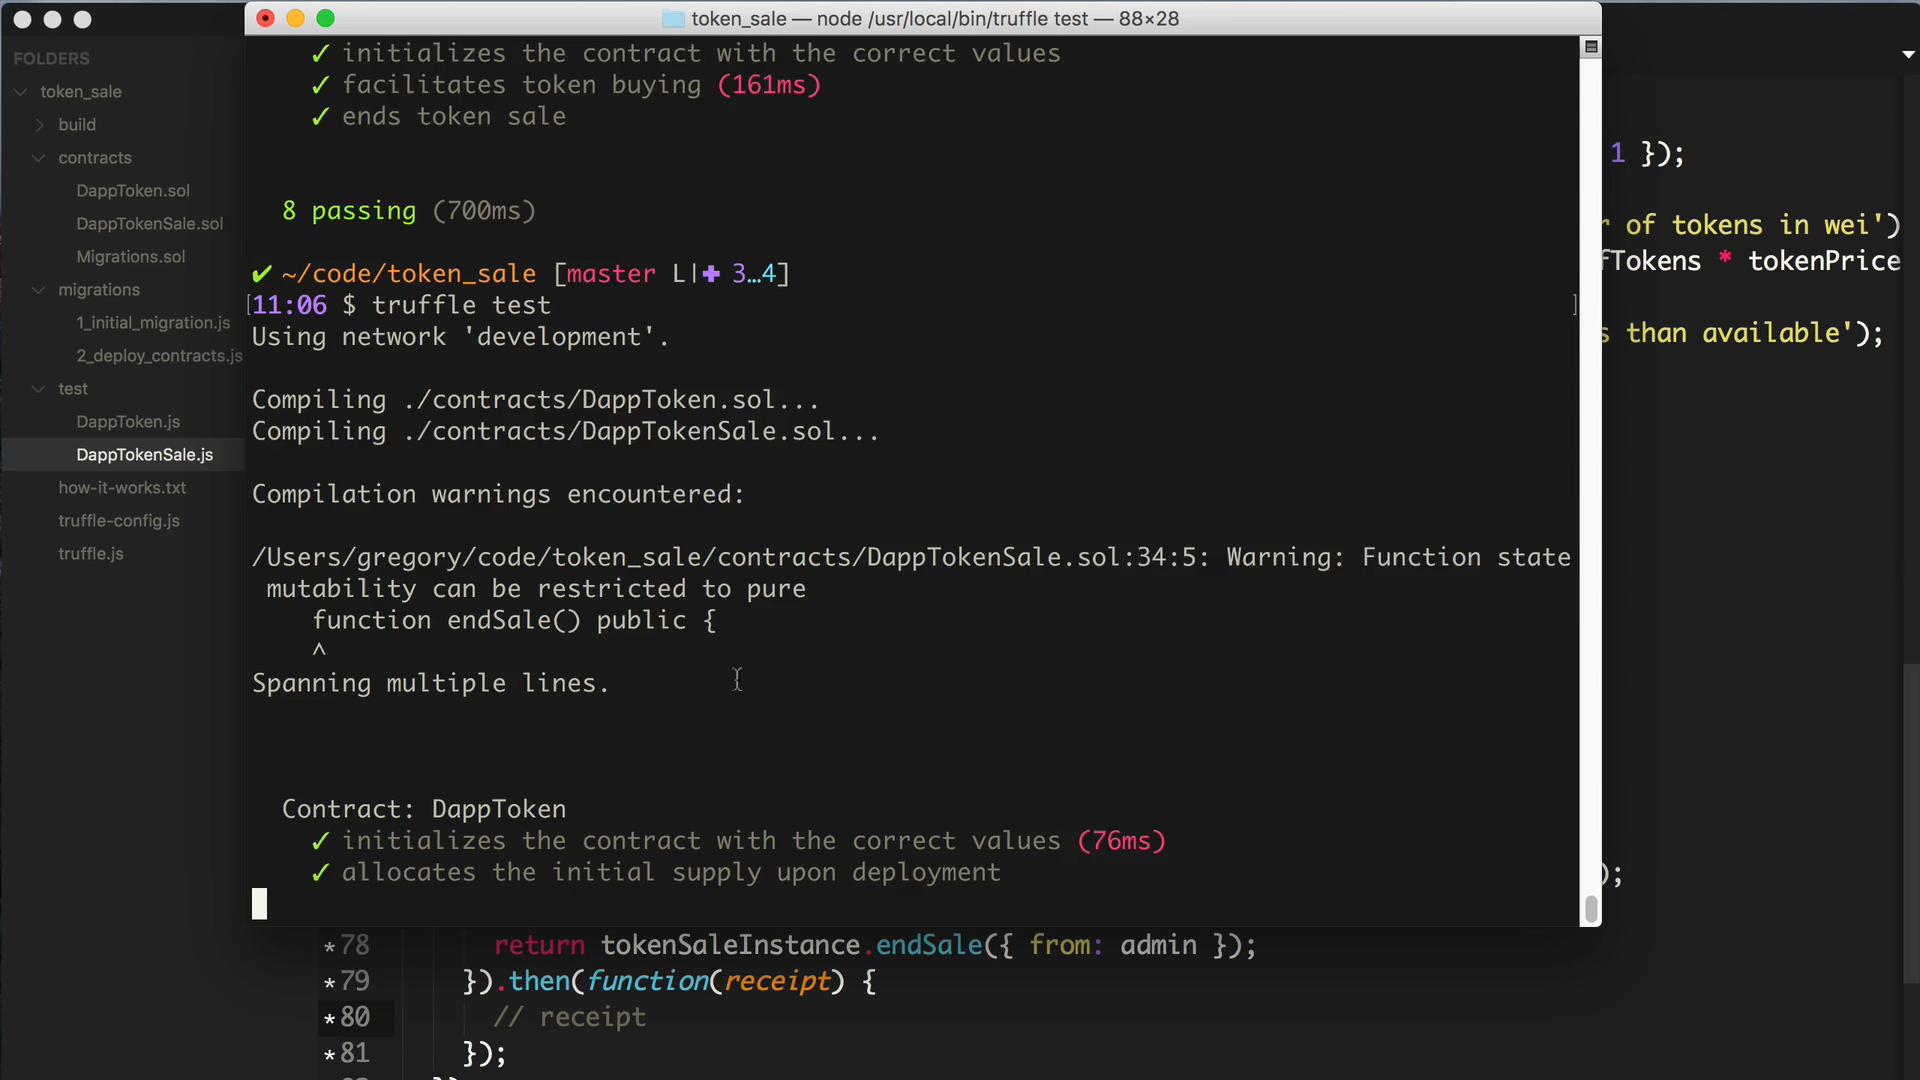 token_sale — node /usr/local/bin/truffle test — 88×28
FOLDERS
token_sale
build
contracts
DappToken.sol
DappTokenSale.sol
Migrations.sol
migrations
1_initial_migration.js
2_deploy_contracts.js
test
DappToken.js
DappTokenSale.js
how-it-works.txt
truffle-config.js
truffle.js
✓ initializes the contract with the correct values
✓ facilitates token buying (161ms)
✓ ends token sale
8 passing (700ms)
✔ ~/code/token_sale [master L|✚ 3…4]
[11:06 $ truffle test ]
Using network 'development'.
Compiling ./contracts/DappToken.sol...
Compiling ./contracts/DappTokenSale.sol...
Compilation warnings encountered:
/Users/gregory/code/token_sale/contracts/DappTokenSale.sol:34:5: Warning: Function state
mutability can be restricted to pure
function endSale() public {
^
Spanning multiple lines.
Contract: DappToken
✓ initializes the contract with the correct values (76ms)
✓ allocates the initial supply upon deployment
1 });
r of tokens in wei')
fTokens * tokenPrice
s than available');
);
*78 return tokenSaleInstance.endSale({ from: admin });
*79 }).then(function(receipt) {
*80 // receipt
*81 });